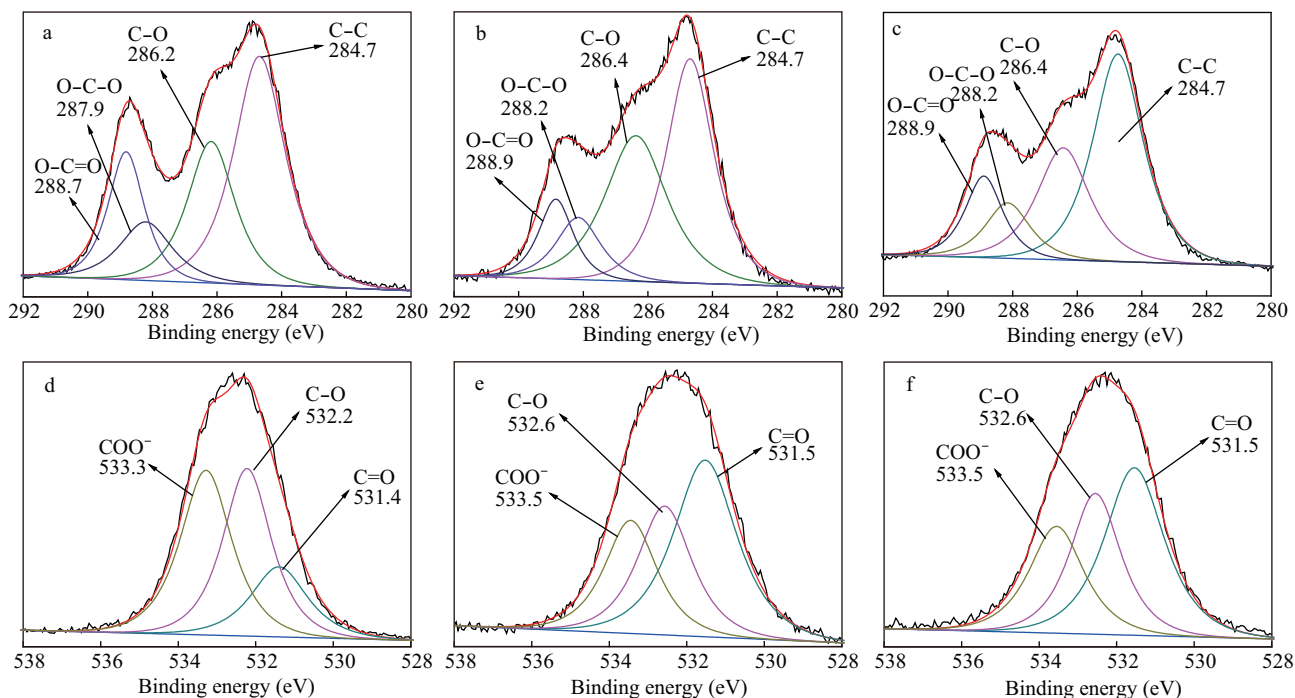 a
C–O
286.2
C–C
284.7
O–C–O
287.9
O–C=O
288.7
292 290 288 286 284 282 280
Binding energy (eV)
b
C–O
286.4
C–C
284.7
O–C–O
288.2
O–C=O
288.9
292 290 288 286 284 282 280
Binding energy (eV)
c
C–O
286.4
C–C
284.7
O–C–O
288.2
O–C=O
288.9
292 290 288 286 284 282 280
Binding energy (eV)
d
C–O
532.2
COO⁻
533.3
C=O
531.4
538 536 534 532 530 528
Binding energy (eV)
e
C–O
532.6
C=O
531.5
COO⁻
533.5
538 536 534 532 530 528
Binding energy (eV)
f
C–O
532.6
C=O
531.5
COO⁻
533.5
538 536 534 532 530 528
Binding energy (eV)